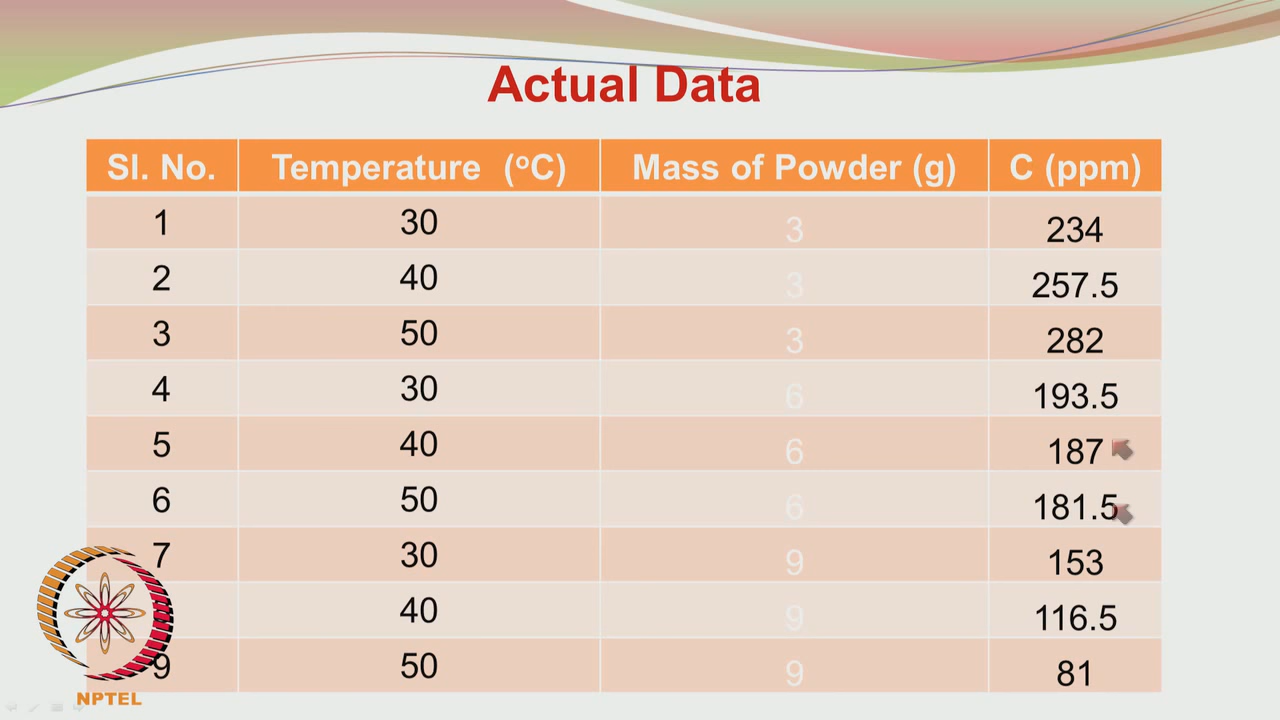 Actual Data
Sl. No. Temperature (°C) Mass of Powder (g) C (ppm)
1 30 3 234
2 40 3 257.5
3 50 3 282
4 30 6 193.5
5 40 6 187
6 50 6 181.5
7 30 9 153
40 9 116.5
9 50 9 81
NPTEL